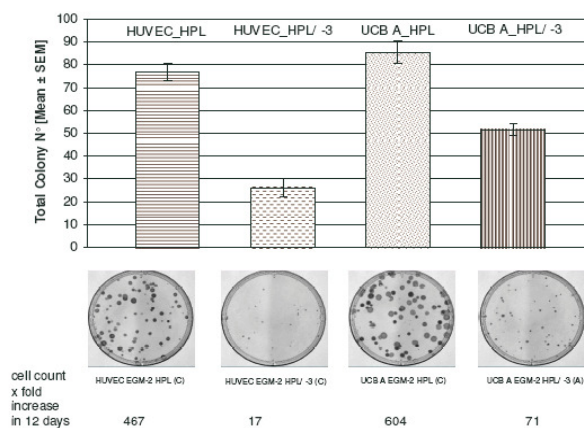 HUVEC_HPL HUVEC_HPL/ -3 UCB A_HPL UCB A_HPL/ -3
Total Colony N° [Mean ± SEM]
100
90
80
70
60
50
40
30
20
10
0
HUVEC EGM-2 HPL (C) HUVEC EGM-2 HPL/ -3 (C) UCB A EGM-2 HPL (C) UCB A EGM-2 HPL/ -3 (A)
cell count
x fold
increase
in 12 days 467 17 604 71